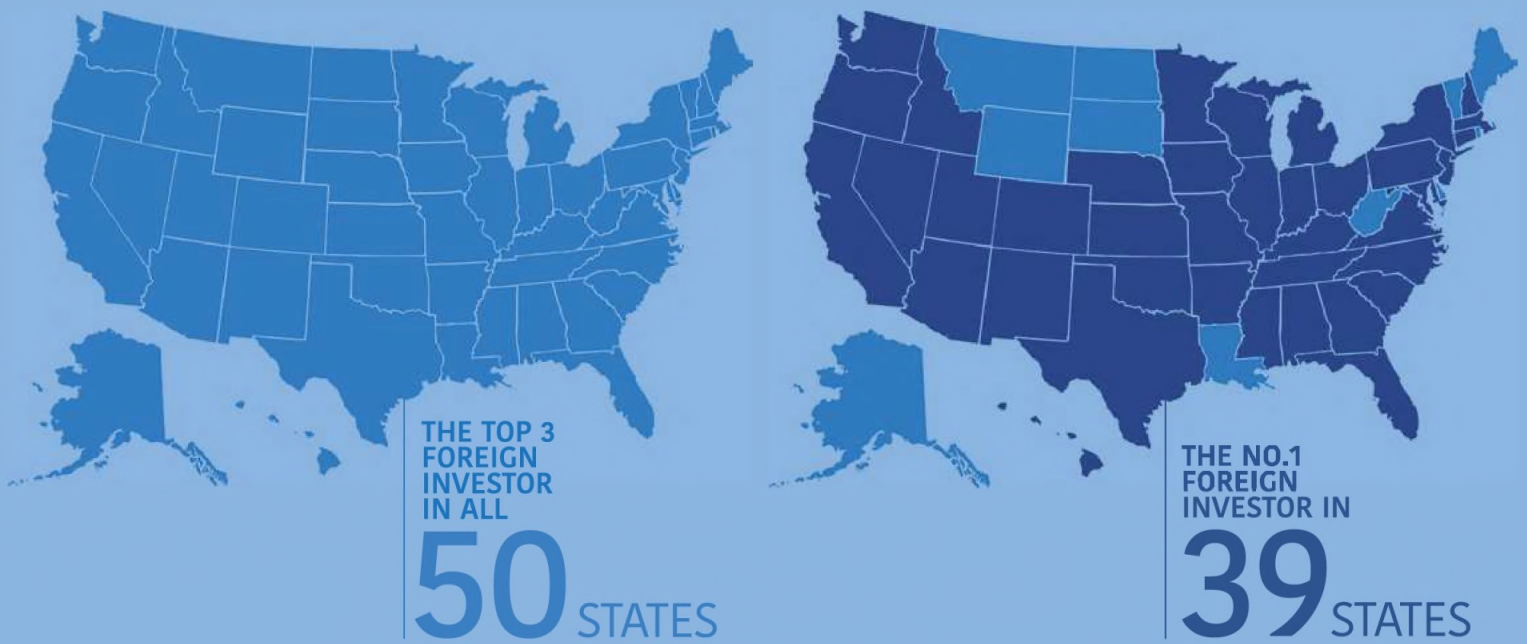 THE TOP 3
FOREIGN
INVESTOR
IN ALL
50 STATES
THE NO.1
FOREIGN
INVESTOR IN
39 STATES